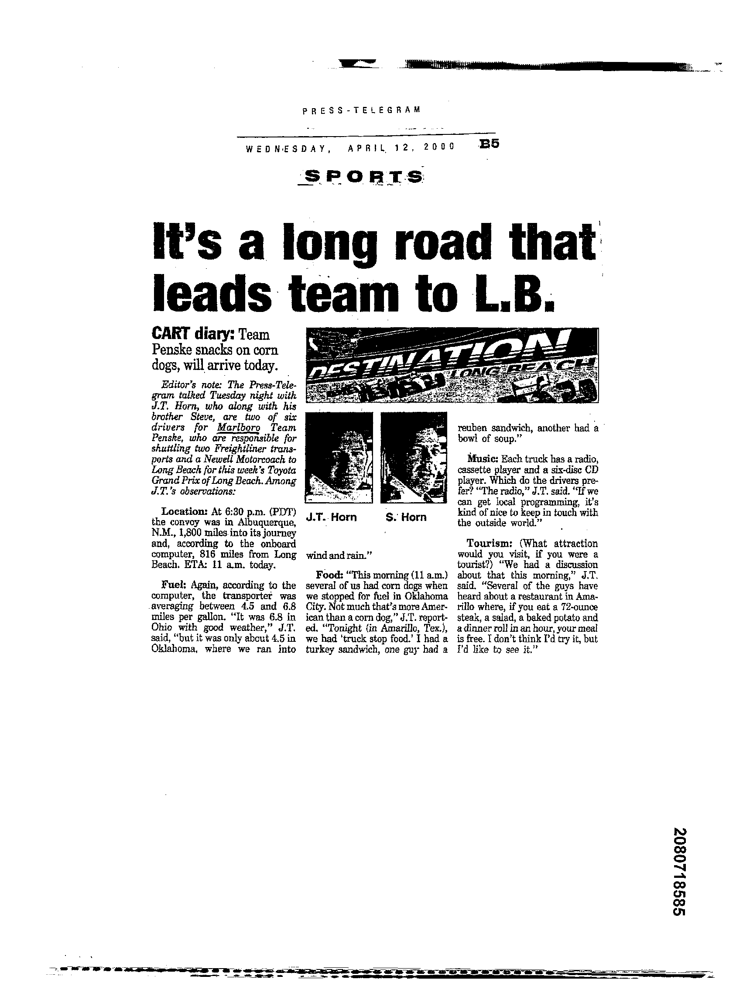 PRESS-TELEGRAM
WEDNESDAY, APRIL 12, 2000 B5
SPORTS
It's a long road that
leads team to L.B.
CART diary: Team
Penske snacks on corn
dogs, will arrive today.
Editor's note: The Press-Tele-
gram talked Tuesday night with
J.T. Horn, who along with his
brother Steve, are two of six
drivers for Marlboro Team
Penske, who are responsible for
shuttling two Freightliner trans-
ports and a Newell Motorcoach to
Long Beach for this week's Toyota
Grand Prix of Long Beach. Among
J.T.'s observations:
Location: At 6:30 p.m. (PDT)
the convoy was in Albuquerque,
N.M., 1,800 miles into its journey
and, according to the onboard
computer, 816 miles from Long
Beach. ETA: 11 a.m. today.
Fuel: Again, according to the
computer, the transporter was
averaging between 4.5 and 6.8
miles per gallon. "It was 6.8 in
Ohio with good weather," J.T.
said, "but it was only about 4.5 in
Oklahoma, where we ran into
DESTINATION
LONG BEACH
J.T. Horn S. Horn
wind and rain."
Food: "This morning (11 a.m.)
several of us had corn dogs when
we stopped for fuel in Oklahoma
City. Not much that's more Amer-
ican than a corn dog," J.T. report-
ed. "Tonight (in Amarillo, Tex.),
we had 'truck stop food.' I had a
turkey sandwich, one guy had a
reuben sandwich, another had a
bowl of soup."
Music: Each truck has a radio,
cassette player and a six-disc CD
player. Which do the drivers pre-
fer? "The radio," J.T. said. "If we
can get local programming, it's
kind of nice to keep in touch with
the outside world."
Tourism: (What attraction
would you visit, if you were a
tourist?) "We had a discussion
about that this morning," J.T.
said. "Several of the guys have
heard about a restaurant in Ama-
rillo where, if you eat a 72-ounce
steak, a salad, a baked potato and
a dinner roll in an hour, your meal
is free. I don't think I'd try it, but
I'd like to see it."
2080718585